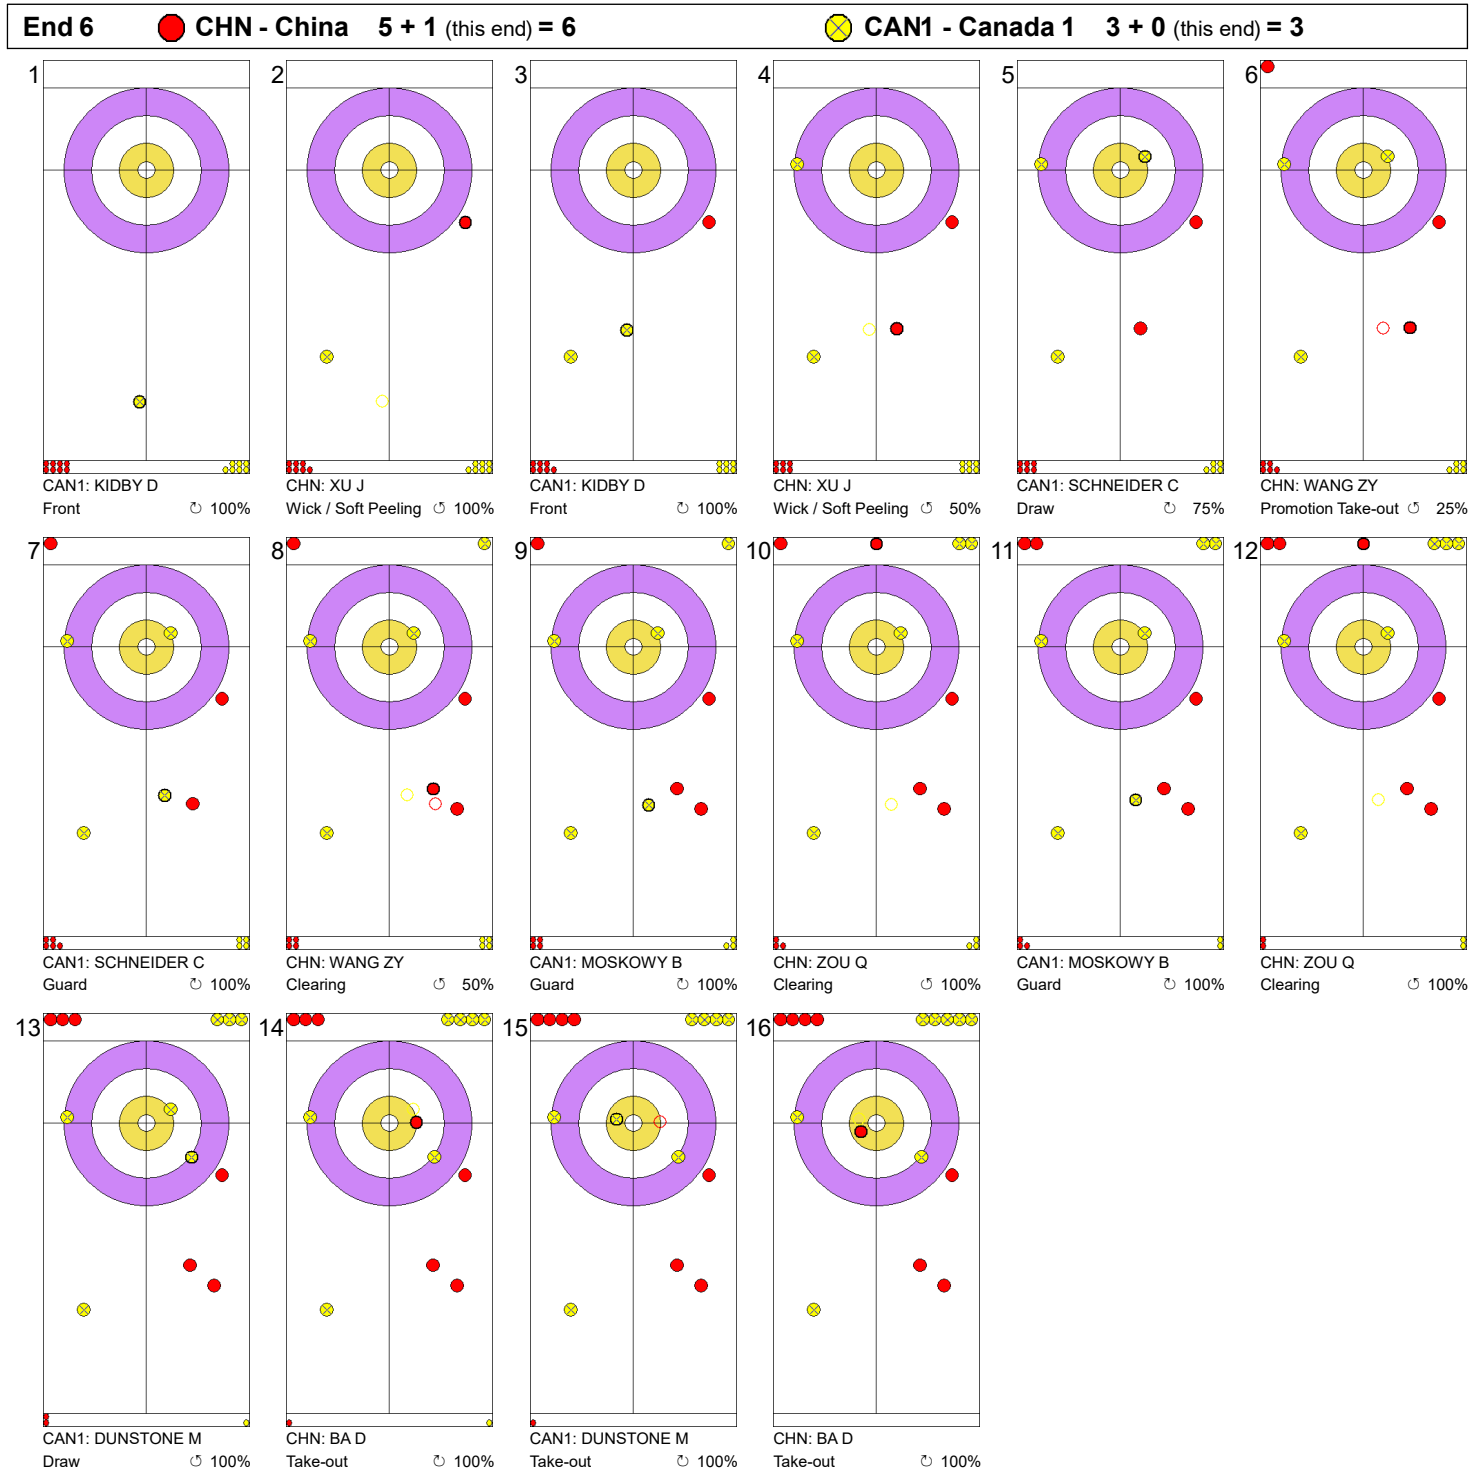 End 6 CHN - China 5 + 1 (this end) = 6 CAN1 - Canada 1 3 + 0 (this end) = 3
1 2 3 4 5 6
CAN1: KIDBY D CHN: XU J CAN1: KIDBY D CHN: XU J CAN1: SCHNEIDER C CHN: WANG ZY
Front ↻ 100% Wick / Soft Peeling ↺ 100% Front ↻ 100% Wick / Soft Peeling ↺ 50% Draw ↻ 75% Promotion Take-out ↺ 25%
7 8 9 10 11 12
CAN1: SCHNEIDER C CHN: WANG ZY CAN1: MOSKOWY B CHN: ZOU Q CAN1: MOSKOWY B CHN: ZOU Q
Guard ↻ 100% Clearing ↺ 50% Guard ↻ 100% Clearing ↺ 100% Guard ↻ 100% Clearing ↺ 100%
13 14 15 16
CAN1: DUNSTONE M CHN: BA D CAN1: DUNSTONE M CHN: BA D
Draw ↺ 100% Take-out ↺ 100% Take-out ↻ 100% Take-out ↺ 100%